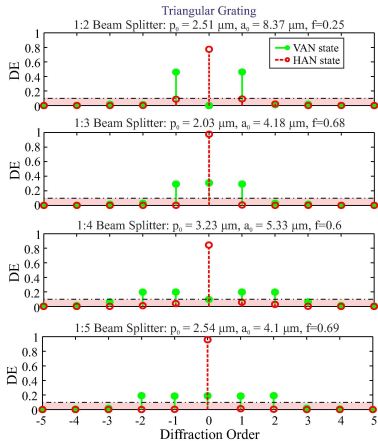 Triangular Grating
1:2 Beam Splitter: p₀ = 2.51 μm, a₀ = 8.37 μm, f=0.25
1
0.8
0.6
0.4
0.2
0
DE
VAN state
HAN state
1:3 Beam Splitter: p₀ = 2.03 μm, a₀ = 4.18 μm, f=0.68
1
0.8
0.6
0.4
0.2
0
DE
1:4 Beam Splitter: p₀ = 3.23 μm, a₀ = 5.33 μm, f=0.6
1
0.8
0.6
0.4
0.2
0
DE
1:5 Beam Splitter: p₀ = 2.54 μm, a₀ = 4.1 μm, f=0.69
1
0.8
0.6
0.4
0.2
0
DE
-5 -4 -3 -2 -1 0 1 2 3 4 5
Diffraction Order